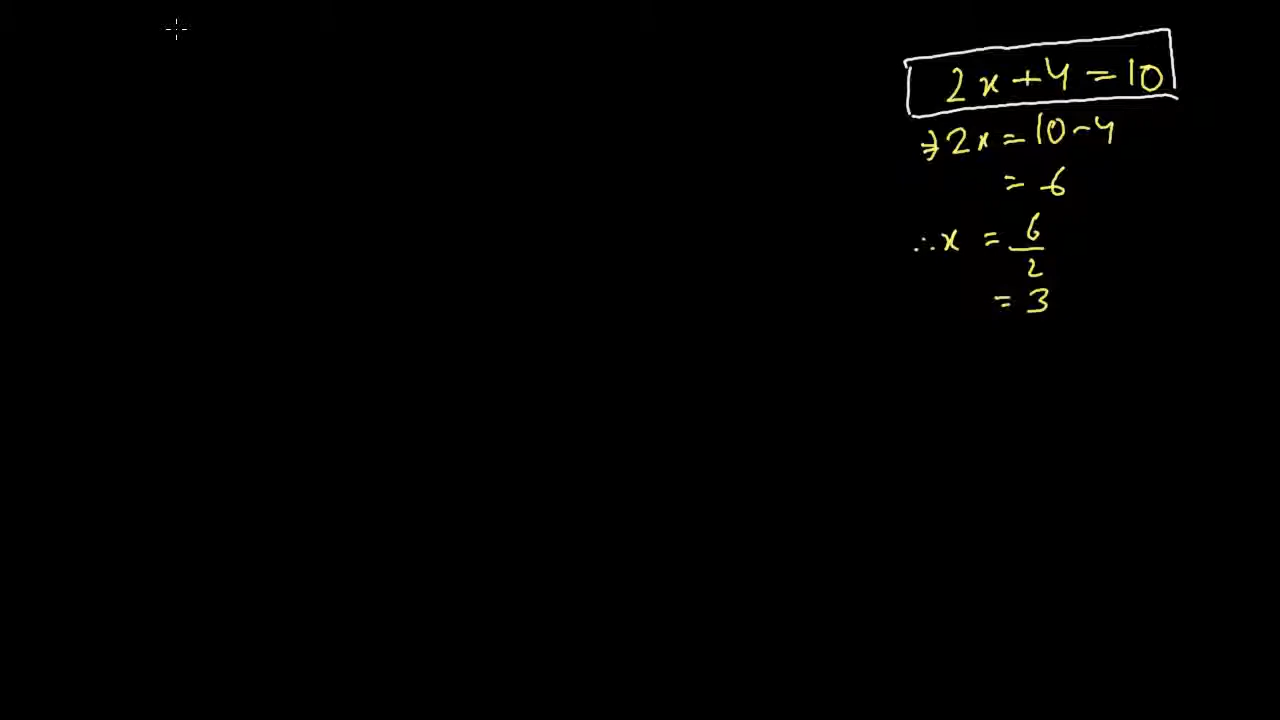 2x + 4 = 10
⇒ 2x = 10 - 4
= 6
∴ x = 6/2
= 3